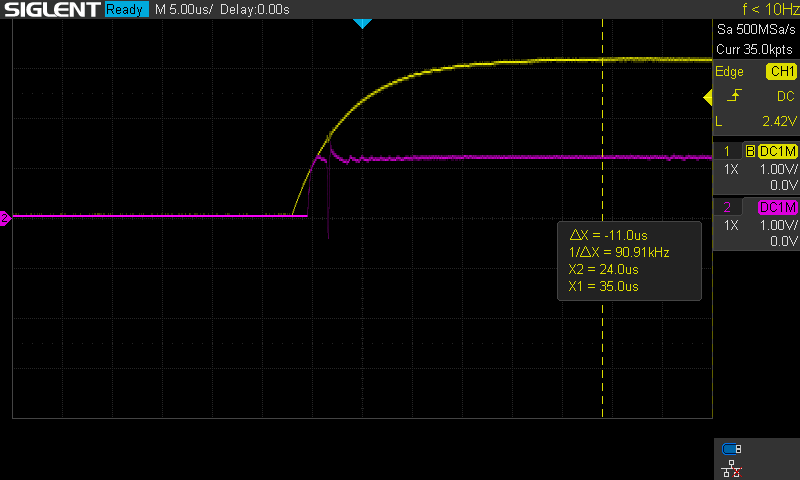 SIGLENT Ready M 5.00us/ Delay:0.00s f < 10Hz
Sa 500MSa/s
Curr 35.0kpts
Edge CH1
DC
L 2.42V
1 B DC1M
1X 1.00V/
0.0V
2 DC1M
1X 1.00V/
0.0V
2
ΔX = -11.0us
1/ΔX = 90.91kHz
X2 = 24.0us
X1 = 35.0us